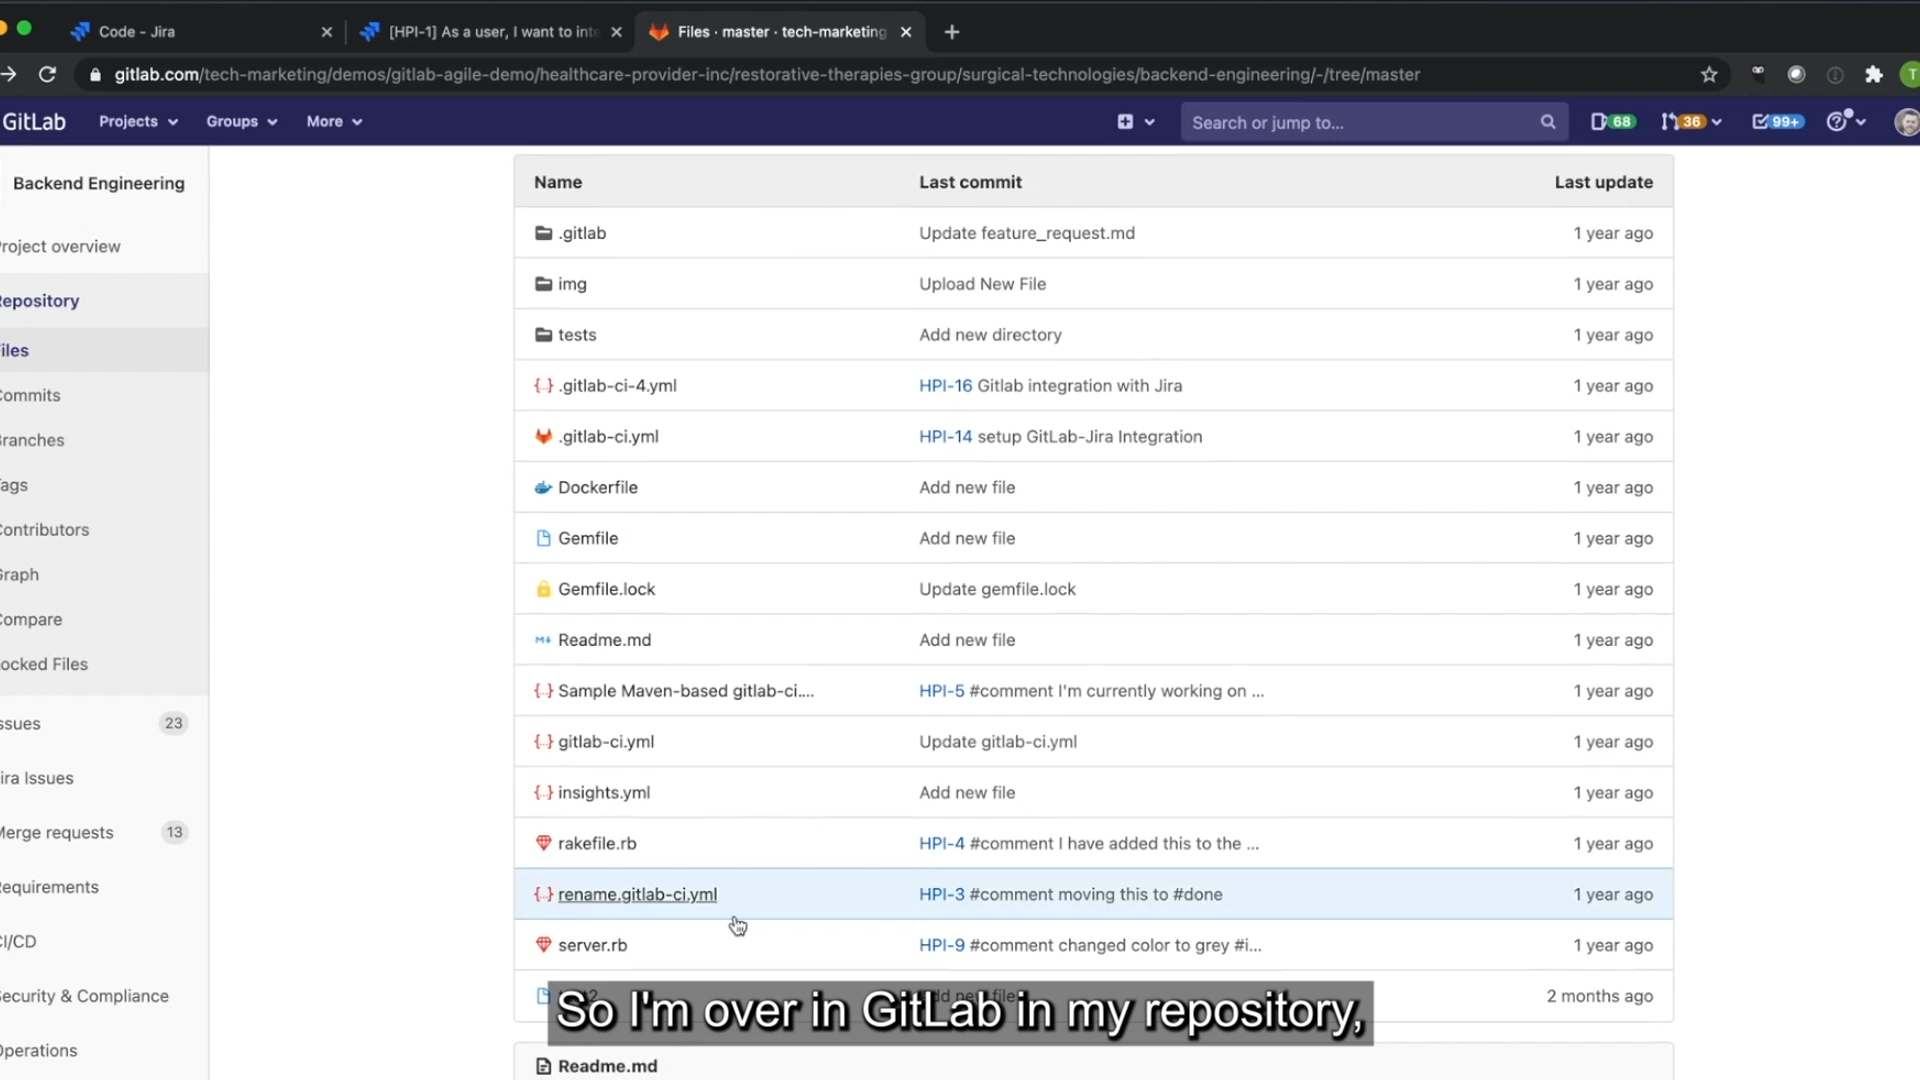 Code - Jira
[HPI-1] As a user, I want to inte
Files · master · tech-marketing
gitlab.com/tech-marketing/demos/gitlab-agile-demo/healthcare-provider-inc/restorative-therapies-group/surgical-technologies/backend-engineering/-/tree/master
T
GitLab
Projects
Groups
More
Search or jump to...
68
36
99+
Backend Engineering
roject overview
epository
iles
ommits
ranches
ags
ontributors
raph
ompare
ocked Files
ssues 23
ira Issues
erge requests 13
equirements
I/CD
ecurity & Compliance
perations
Name Last commit Last update
.gitlab Update feature_request.md 1 year ago
img Upload New File 1 year ago
tests Add new directory 1 year ago
.gitlab-ci-4.yml HPI-16 Gitlab integration with Jira 1 year ago
.gitlab-ci.yml HPI-14 setup GitLab-Jira Integration 1 year ago
Dockerfile Add new file 1 year ago
Gemfile Add new file 1 year ago
Gemfile.lock Update gemfile.lock 1 year ago
Readme.md Add new file 1 year ago
Sample Maven-based gitlab-ci.... HPI-5 #comment I'm currently working on ... 1 year ago
gitlab-ci.yml Update gitlab-ci.yml 1 year ago
insights.yml Add new file 1 year ago
rakefile.rb HPI-4 #comment I have added this to the ... 1 year ago
rename.gitlab-ci.yml HPI-3 #comment moving this to #done 1 year ago
server.rb HPI-9 #comment changed color to grey #i... 1 year ago
2 months ago
So I'm over in GitLab in my repository,
Readme.md